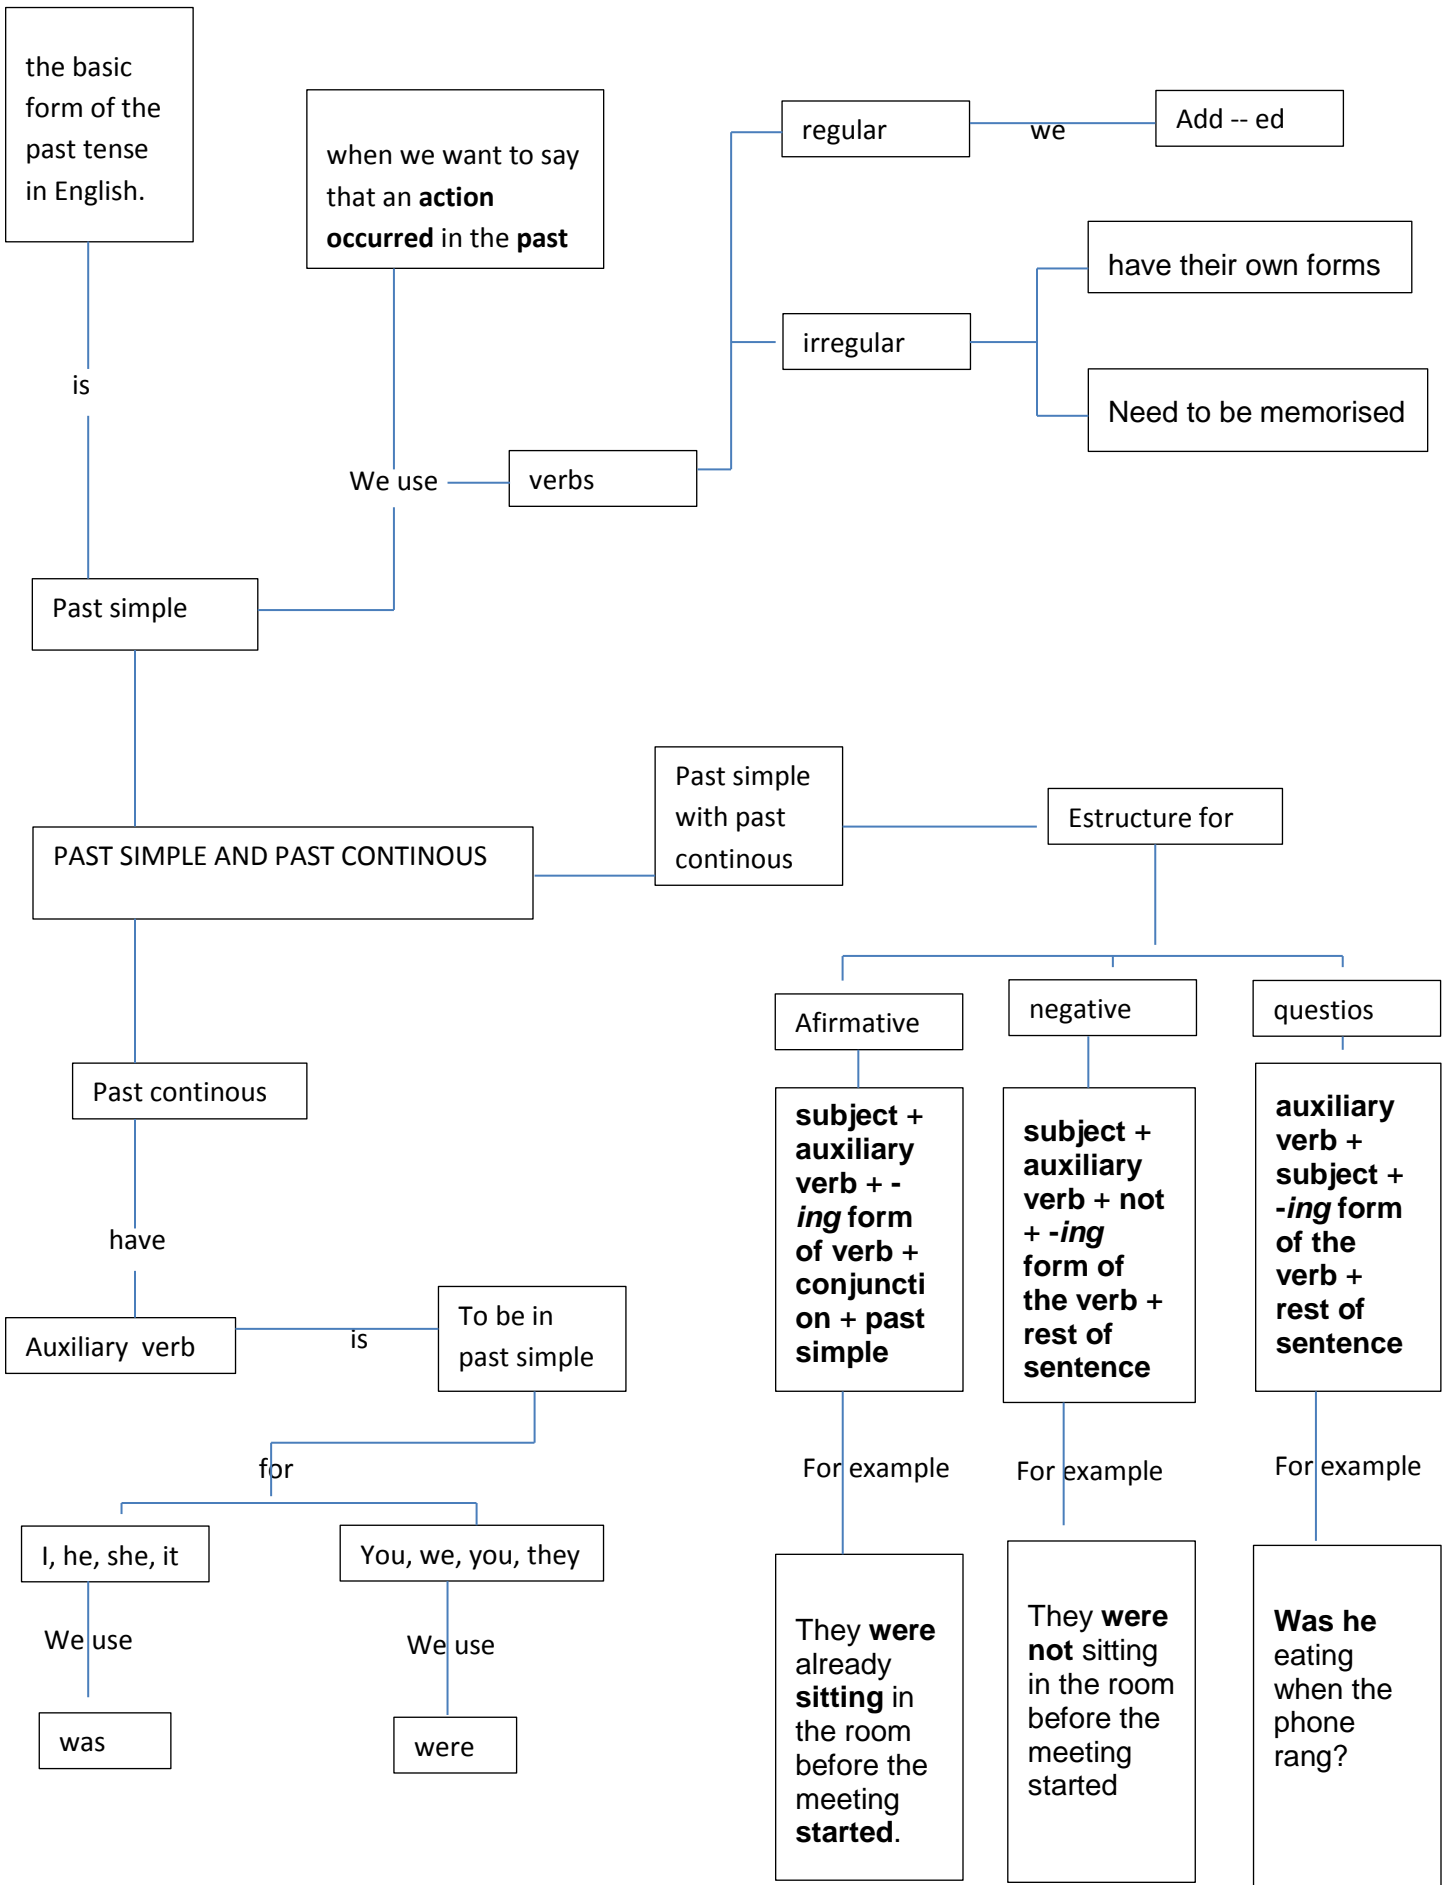 the basic
form of the
past tense
in English.
when we want to say
that an action
occurred in the past
regular
we
Add -- ed
have their own forms
irregular
Need to be memorised
is
We use
verbs
Past simple
Past simple
with past
continous
Estructure for
PAST SIMPLE AND PAST CONTINOUS
Afirmative
negative
questios
Past continous
subject +
auxiliary
verb + -
ing form
of verb +
conjuncti
on + past
simple
subject +
auxiliary
verb + not
+ -ing
form of
the verb +
rest of
sentence
auxiliary
verb +
subject +
-ing form
of the
verb +
rest of
sentence
have
Auxiliary  verb
is
To be in
past simple
for
For example
For example
For example
I, he, she, it
You, we, you, they
We use
We use
was
were
They were
already
sitting in
the room
before the
meeting
started.
They were
not sitting
in the room
before the
meeting
started
Was he
eating
when the
phone
rang?